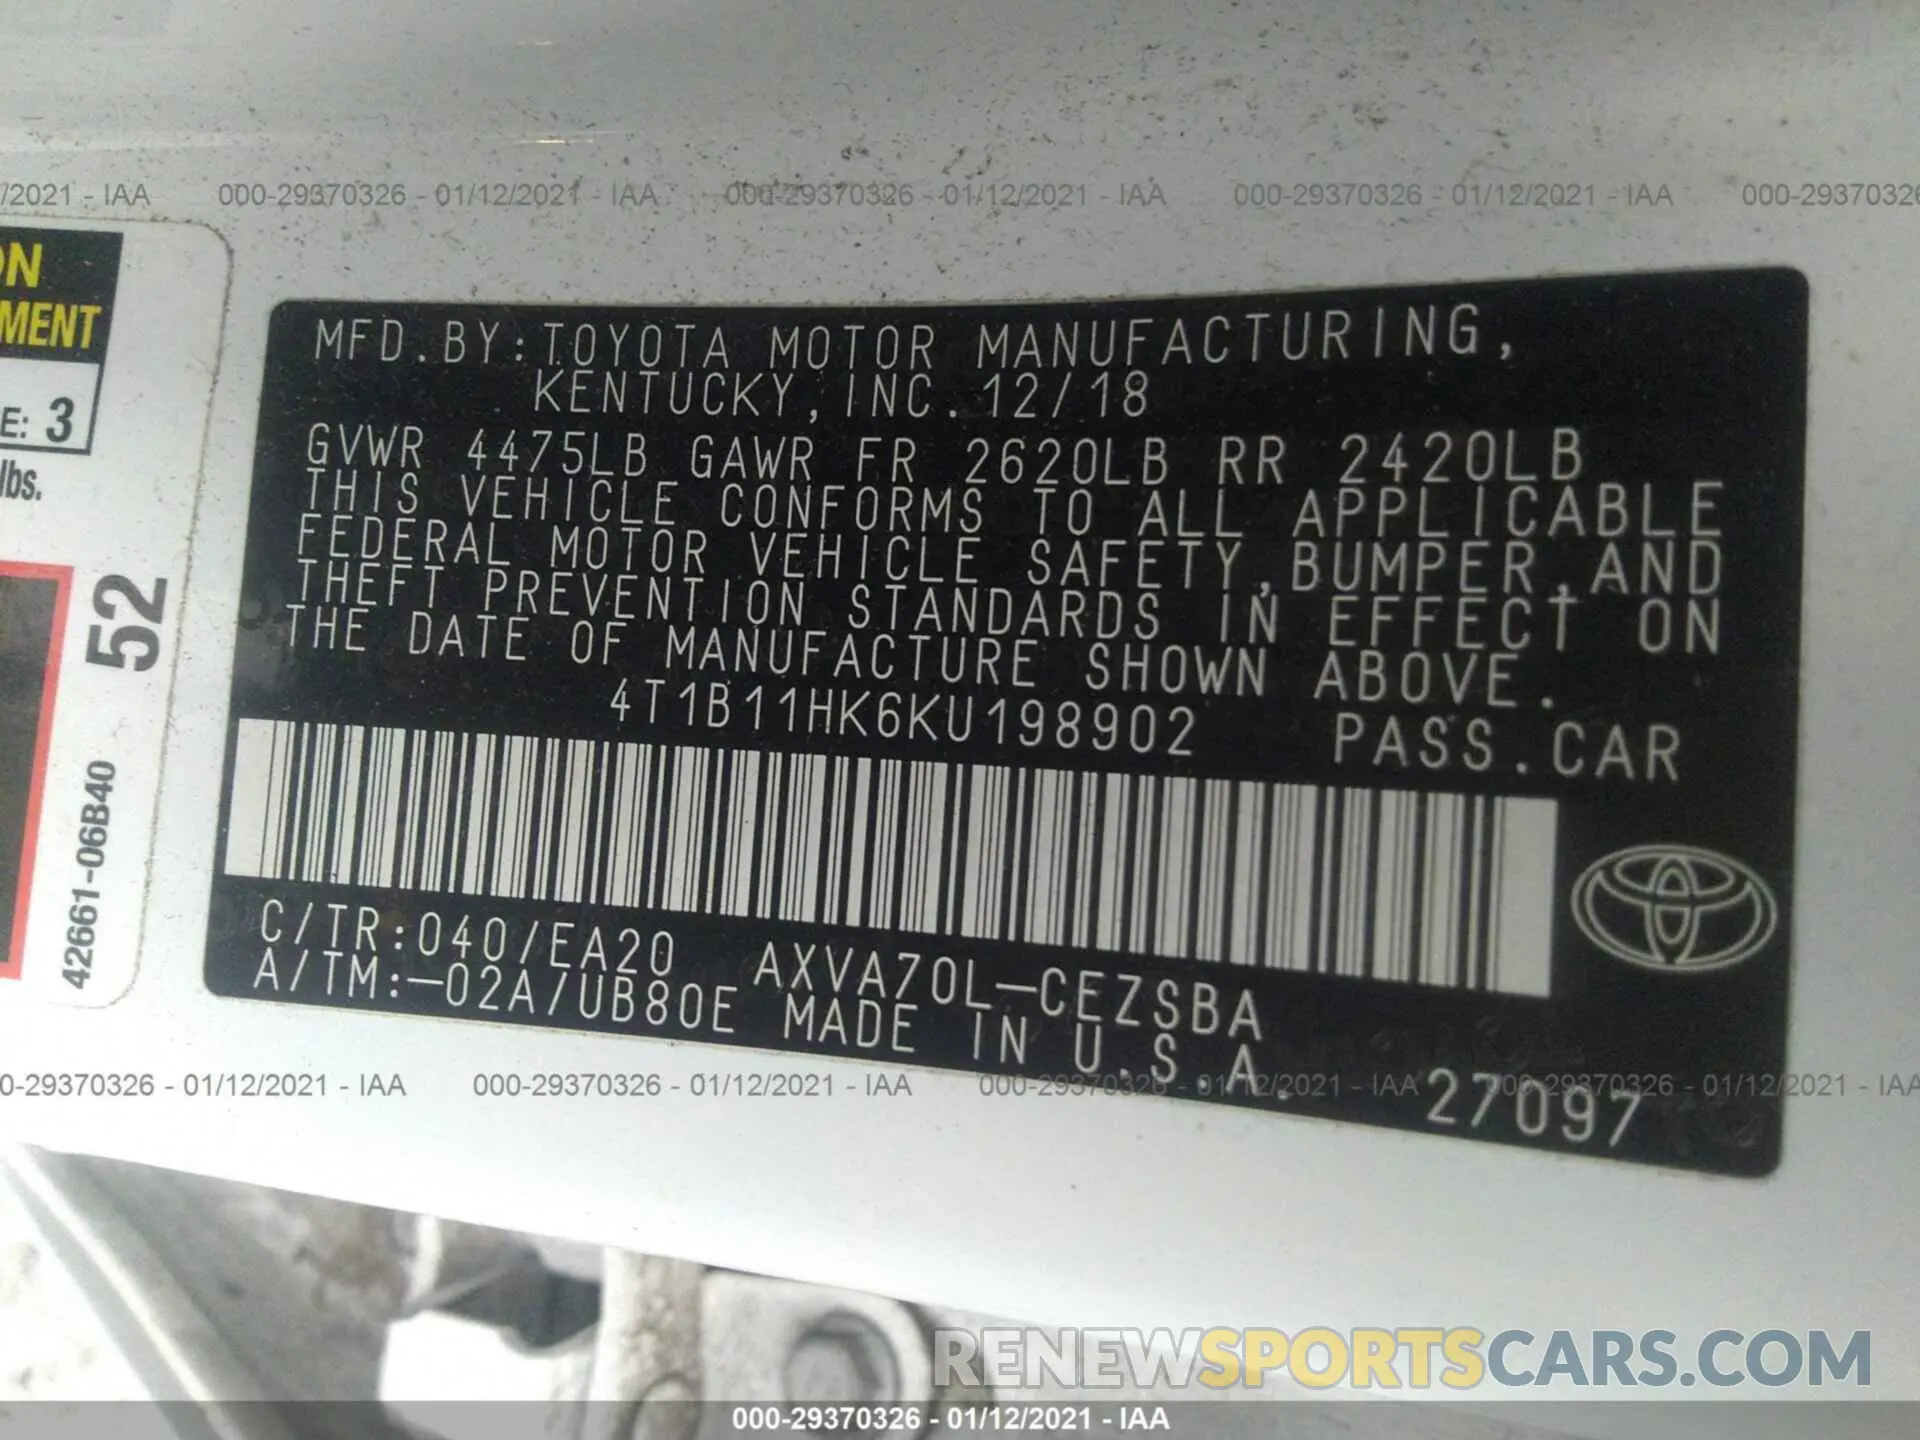 /2021 - IAA 000-29370326 - 01/12/2021 - IAA 000-29370326 - 01/12/2021 - IAA 000-29370326 - 01/12/2021 - IAA 000-29370326
ON
MENT
E: 3
lbs.
52
42661-06B40
MFD.BY:TOYOTA MOTOR MANUFACTURING,
KENTUCKY,INC.12/18
GVWR 4475LB GAWR FR 2620LB RR 2420LB
THIS VEHICLE CONFORMS TO ALL APPLICABLE
FEDERAL MOTOR VEHICLE SAFETY,BUMPER,AND
THEFT PREVENTION STANDARDS IN EFFECT ON
THE DATE OF MANUFACTURE SHOWN ABOVE.
4T1B11HK6KU198902 PASS.CAR
C/TR:040/EA20 AXVA70L-CEZSBA
A/TM:-02A/UB80E MADE IN U.S.A.
27097
0-29370326 - 01/12/2021 - IAA 000-29370326 - 01/12/2021 - IAA 000-29370326 - 01/12/2021 - IAA 000-29370326 - 01/12/2021 - IAA
RENEWSPORTSCARS.COM
000-29370326 - 01/12/2021 - IAA